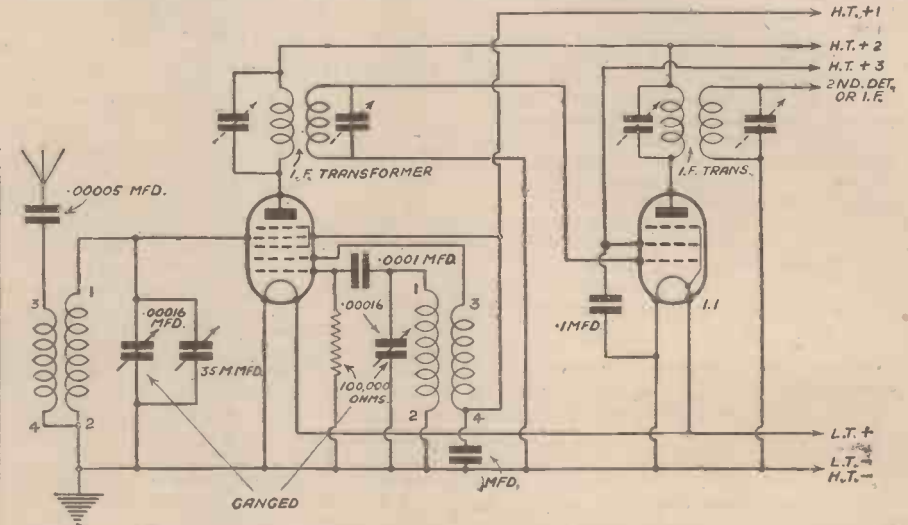 H.T.+1
H.T.+2
H.T.+3
2ND. DET.
OR I.F.
I.F. TRANSFORMER
I.F. TRANS.
.00005 MFD.
.0001 MFD.
3
1
.00016
MFD.
35 M.MFD.
.00016
1
3
.1 MFD.
1.1
100,000
OHMS.
4
2
2
4
L.T.+
L.T.-
H.T.-
MFD.
GANGED